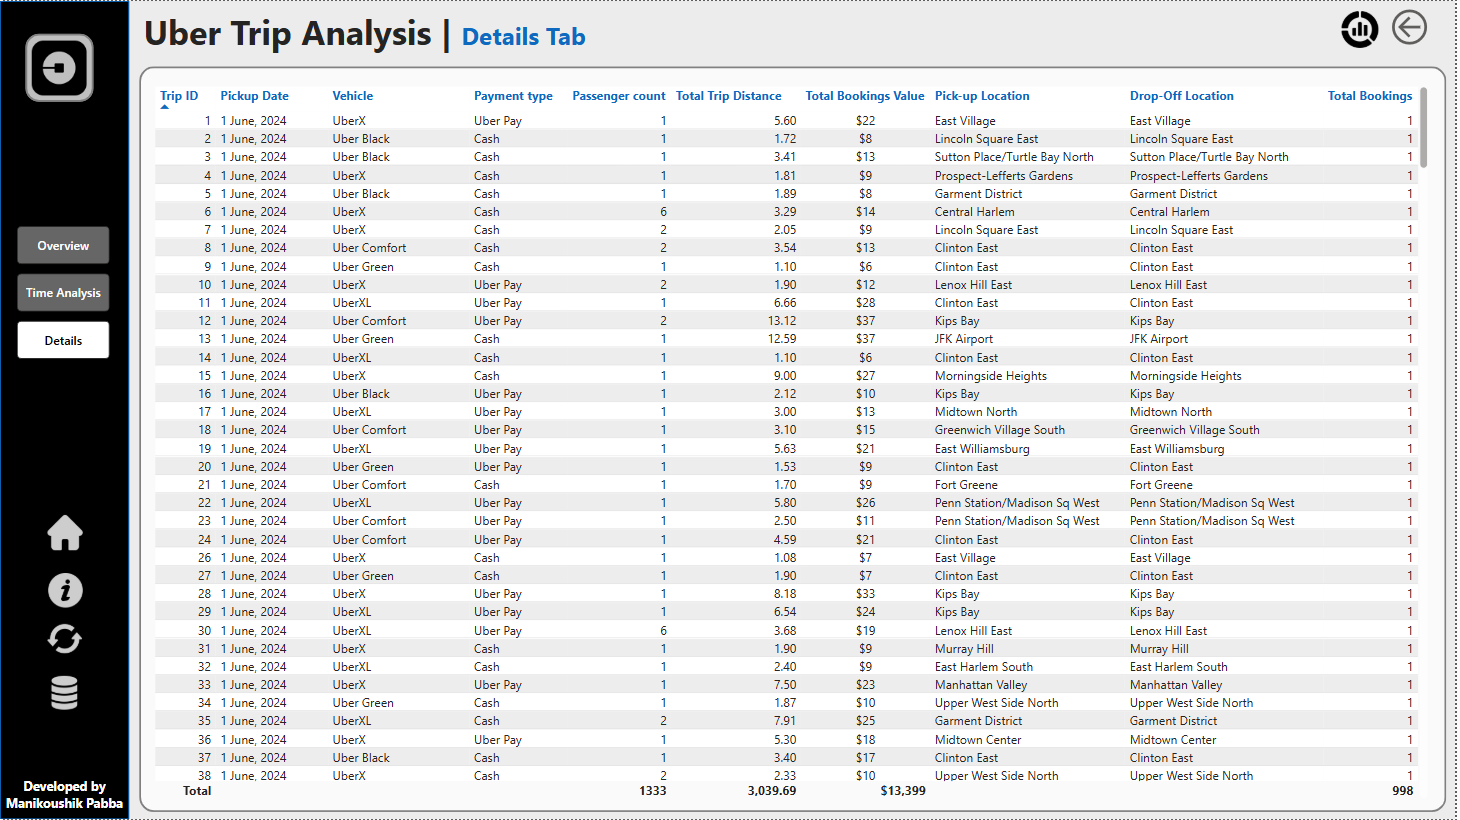 Uber Trip Analysis | Details Tab
Overview
Time Analysis
Details
Developed by
Manikoushik Pabba
Trip ID Pickup Date Vehicle Payment type Passenger count Total Trip Distance Total Bookings Value Pick-up Location Drop-Off Location Total Bookings
1 1 June, 2024 UberX Uber Pay 1 5.60 $22 East Village East Village 1
2 1 June, 2024 Uber Black Cash 1 1.72 $8 Lincoln Square East Lincoln Square East 1
3 1 June, 2024 Uber Black Cash 1 3.41 $13 Sutton Place/Turtle Bay North Sutton Place/Turtle Bay North 1
4 1 June, 2024 UberX Cash 1 1.81 $9 Prospect-Lefferts Gardens Prospect-Lefferts Gardens 1
5 1 June, 2024 Uber Black Cash 1 1.89 $8 Garment District Garment District 1
6 1 June, 2024 UberX Cash 6 3.29 $14 Central Harlem Central Harlem 1
7 1 June, 2024 UberX Cash 2 2.05 $9 Lincoln Square East Lincoln Square East 1
8 1 June, 2024 Uber Comfort Cash 2 3.54 $13 Clinton East Clinton East 1
9 1 June, 2024 Uber Green Cash 1 1.10 $6 Clinton East Clinton East 1
10 1 June, 2024 UberX Uber Pay 2 1.90 $12 Lenox Hill East Lenox Hill East 1
11 1 June, 2024 UberXL Uber Pay 1 6.66 $28 Clinton East Clinton East 1
12 1 June, 2024 Uber Comfort Uber Pay 2 13.12 $37 Kips Bay Kips Bay 1
13 1 June, 2024 Uber Green Cash 1 12.59 $37 JFK Airport JFK Airport 1
14 1 June, 2024 UberXL Cash 1 1.10 $6 Clinton East Clinton East 1
15 1 June, 2024 UberX Cash 1 9.00 $27 Morningside Heights Morningside Heights 1
16 1 June, 2024 Uber Black Uber Pay 1 2.12 $10 Kips Bay Kips Bay 1
17 1 June, 2024 UberXL Uber Pay 1 3.00 $13 Midtown North Midtown North 1
18 1 June, 2024 Uber Comfort Uber Pay 1 3.10 $15 Greenwich Village South Greenwich Village South 1
19 1 June, 2024 UberXL Uber Pay 1 5.63 $21 East Williamsburg East Williamsburg 1
20 1 June, 2024 Uber Green Uber Pay 1 1.53 $9 Clinton East Clinton East 1
21 1 June, 2024 Uber Comfort Cash 1 1.70 $9 Fort Greene Fort Greene 1
22 1 June, 2024 UberXL Uber Pay 1 5.80 $26 Penn Station/Madison Sq West Penn Station/Madison Sq West 1
23 1 June, 2024 Uber Comfort Uber Pay 1 2.50 $11 Penn Station/Madison Sq West Penn Station/Madison Sq West 1
24 1 June, 2024 Uber Comfort Uber Pay 1 4.59 $21 Clinton East Clinton East 1
26 1 June, 2024 UberX Cash 1 1.08 $7 East Village East Village 1
27 1 June, 2024 Uber Green Cash 1 1.90 $7 Clinton East Clinton East 1
28 1 June, 2024 UberX Uber Pay 1 8.18 $33 Kips Bay Kips Bay 1
29 1 June, 2024 UberXL Uber Pay 1 6.54 $24 Kips Bay Kips Bay 1
30 1 June, 2024 UberXL Uber Pay 6 3.68 $19 Lenox Hill East Lenox Hill East 1
31 1 June, 2024 UberX Cash 1 1.90 $9 Murray Hill Murray Hill 1
32 1 June, 2024 UberXL Cash 1 2.40 $9 East Harlem South East Harlem South 1
33 1 June, 2024 UberX Uber Pay 1 7.50 $23 Manhattan Valley Manhattan Valley 1
34 1 June, 2024 Uber Green Cash 1 1.87 $10 Upper West Side North Upper West Side North 1
35 1 June, 2024 UberXL Cash 2 7.91 $25 Garment District Garment District 1
36 1 June, 2024 UberX Uber Pay 1 5.30 $18 Midtown Center Midtown Center 1
37 1 June, 2024 Uber Black Cash 1 3.40 $17 Clinton East Clinton East 1
38 1 June, 2024 UberX Cash 2 2.33 $10 Upper West Side North Upper West Side North 1
Total 1333 3,039.69 $13,399 998